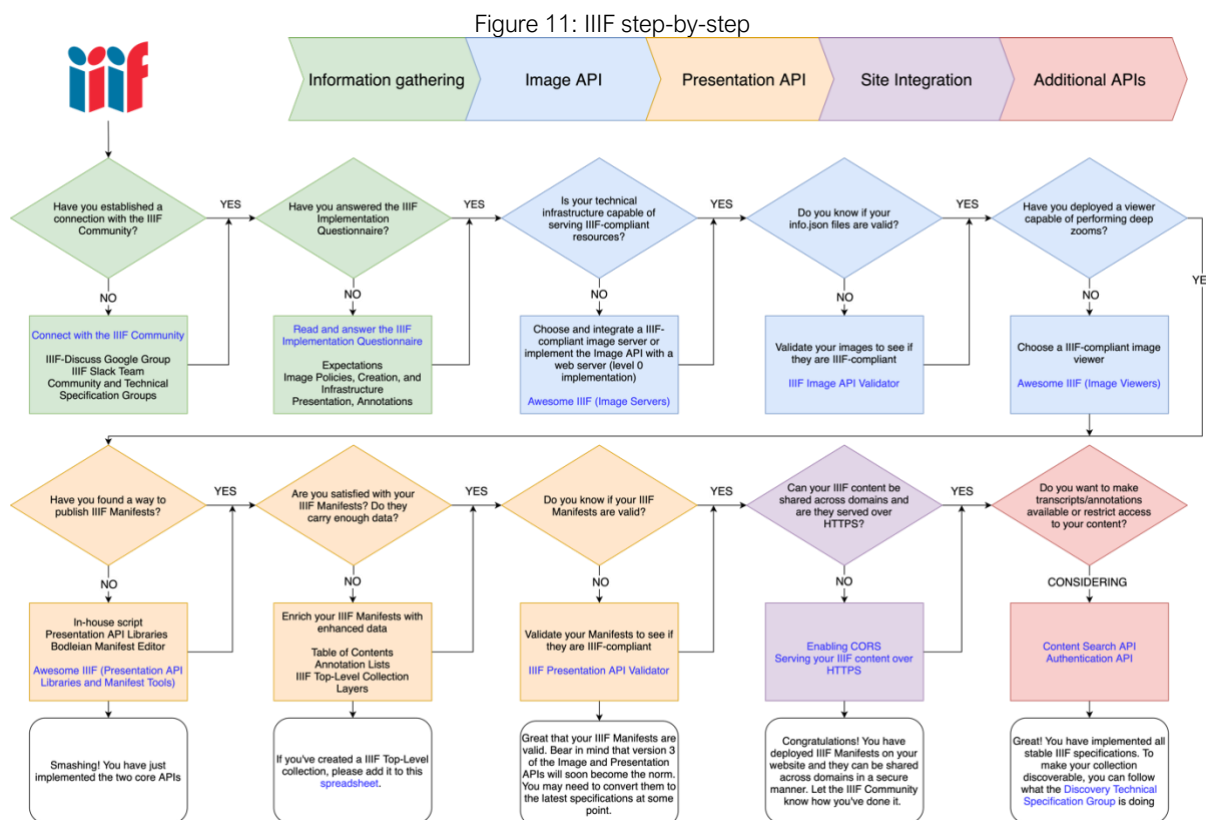 Figure 11: IIIF step-by-step
iiif
Information gathering
Image API
Presentation API
Site Integration
Additional APIs
Have you established a
connection with the IIIF
Community?
YES
NO
Connect with the IIIF Community
IIIF-Discuss Google Group
IIIF Slack Team
Community and Technical
Specification Groups
Have you answered the IIIF
Implementation
Questionnaire?
YES
NO
Read and answer the IIIF
Implementation Questionnaire
Expectations
Image Policies, Creation, and
Infrastructure
Presentation, Annotations
Is your technical
infrastructure capable of
serving IIIF-compliant
resources?
YES
NO
Choose and integrate a IIIF-
compliant image server or
implement the Image API with a
web server (level 0
implementation)
Awesome IIIF (Image Servers)
Do you know if your
info.json files are valid?
YES
NO
Validate your images to see if
they are IIIF-compliant
IIIF Image API Validator
Have you deployed a viewer
capable of performing deep
zooms?
YE
NO
Choose a IIIF-compliant image
viewer
Awesome IIIF (Image Viewers)
Have you found a way to
publish IIIF Manifests?
YES
NO
In-house script
Presentation API Libraries
Bodleian Manifest Editor
Awesome IIIF (Presentation API
Libraries and Manifest Tools)
Smashing! You have just
implemented the two core APIs
Are you satisfied with your
IIIF Manifests? Do they
carry enough data?
YES
NO
Enrich your IIIF Manifests with
enhanced data
Table of Contents
Annotation Lists
IIIF Top-Level Collection
Layers
If you've created a IIIF Top-Level
collection, please add it to this
spreadsheet.
Do you know if your IIIF
Manifests are valid?
YES
NO
Validate your Manifests to see if
they are IIIF-compliant
IIIF Presentation API Validator
Great that your IIIF Manifests are
valid. Bear in mind that version 3
of the Image and Presentation
APIs will soon become the norm.
You may need to convert them to
the latest specifications at some
point.
Can your IIIF content be
shared across domains and
are they served over
HTTPS?
YES
NO
Enabling CORS
Serving your IIIF content over
HTTPS
Congratulations! You have
deployed IIIF Manifests on your
website and they can be shared
across domains in a secure
manner. Let the IIIF Community
know how you've done it.
Do you want to make
transcripts/annotations
available or restrict access
to your content?
CONSIDERING
Content Search API
Authentication API
Great! You have implemented all
stable IIIF specifications. To
make your collection
discoverable, you can follow
what the Discovery Technical
Specification Group is doing